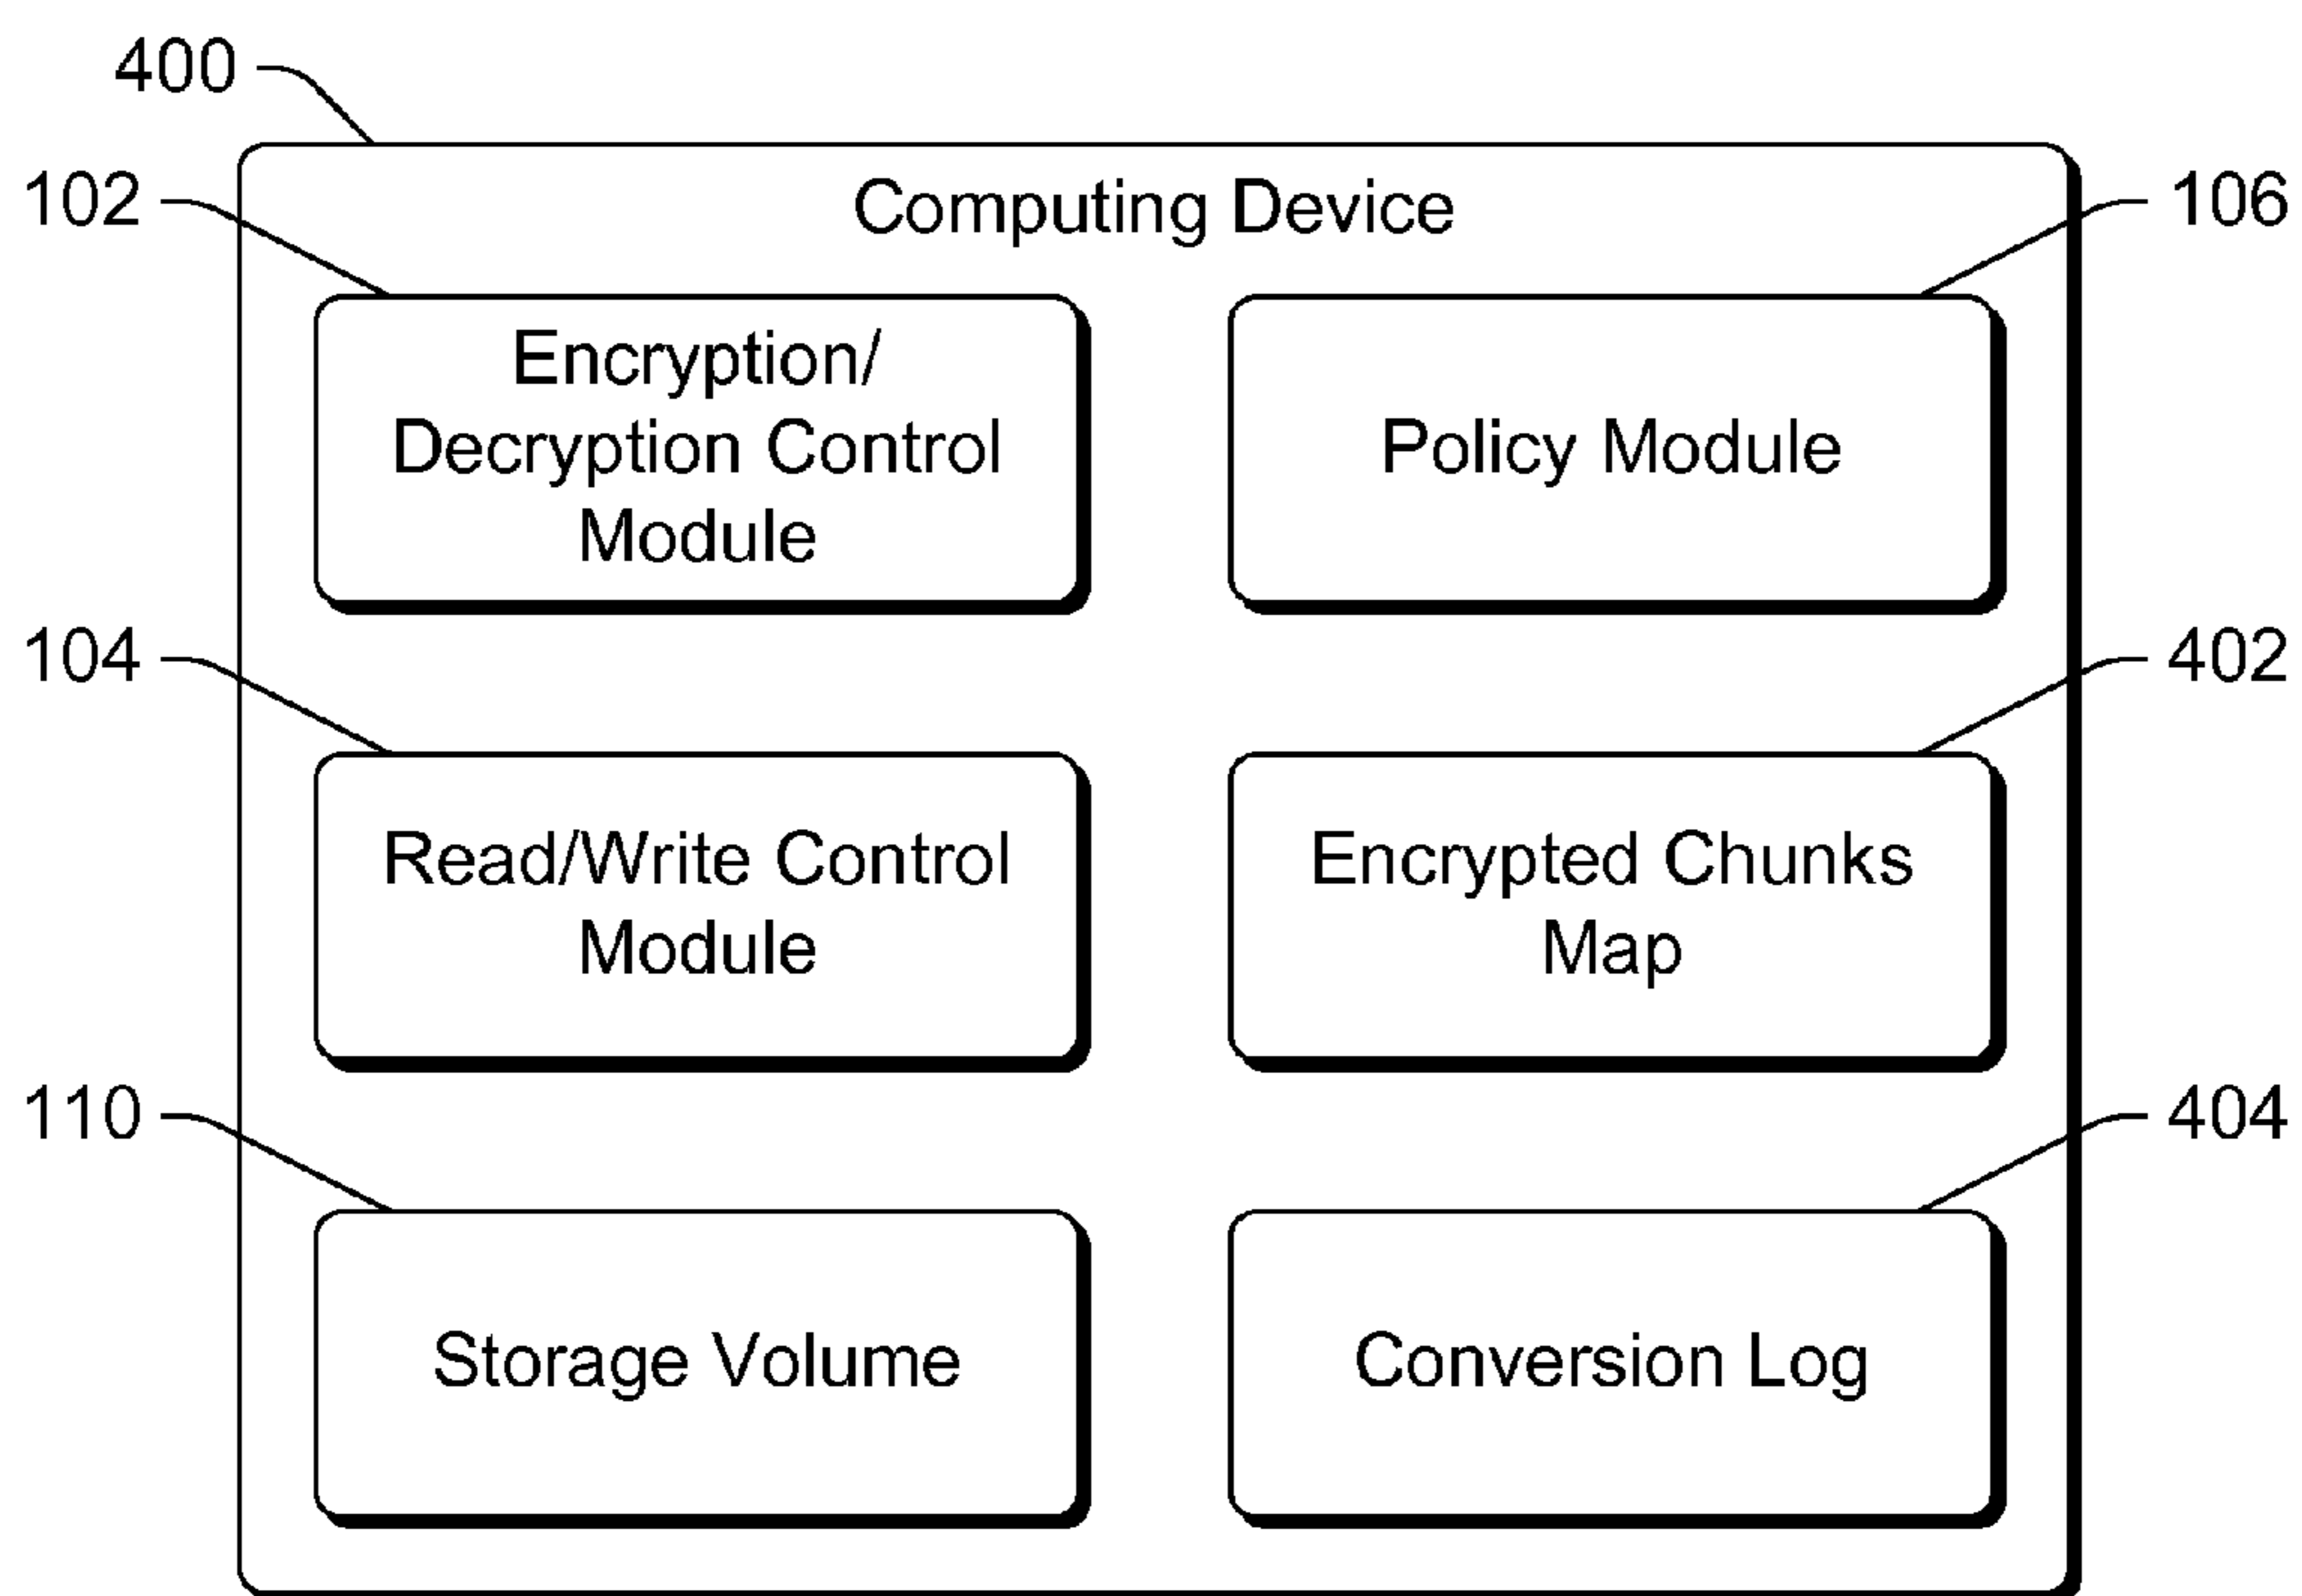 400
102
Computing Device
106
Encryption/
Decryption Control
Module
Policy Module
104
402
Read/Write Control
Module
Encrypted Chunks
Map
110
404
Storage Volume
Conversion Log